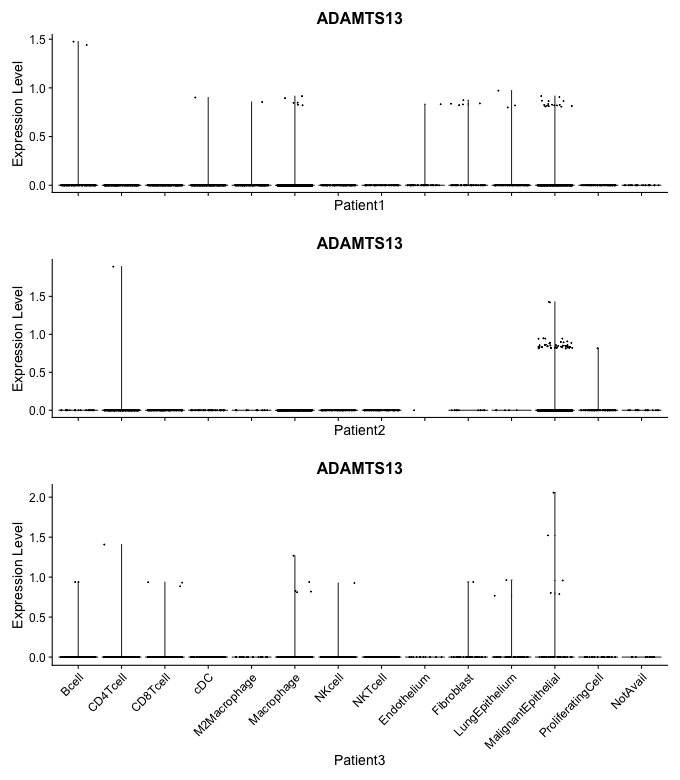 ADAMTS13
Expression Level
1.5
1.0
0.5
0.0
Patient1
ADAMTS13
Expression Level
1.5
1.0
0.5
0.0
Patient2
ADAMTS13
Expression Level
2.0
1.5
1.0
0.5
0.0
Bcell
CD4Tcell
CD8Tcell
cDC
M2Macrophage
Macrophage
NKcell
NKTcell
Endothelium
Fibroblast
LungEpithelium
MalignantEpithelial
ProliferatingCell
NotAvail
Patient3